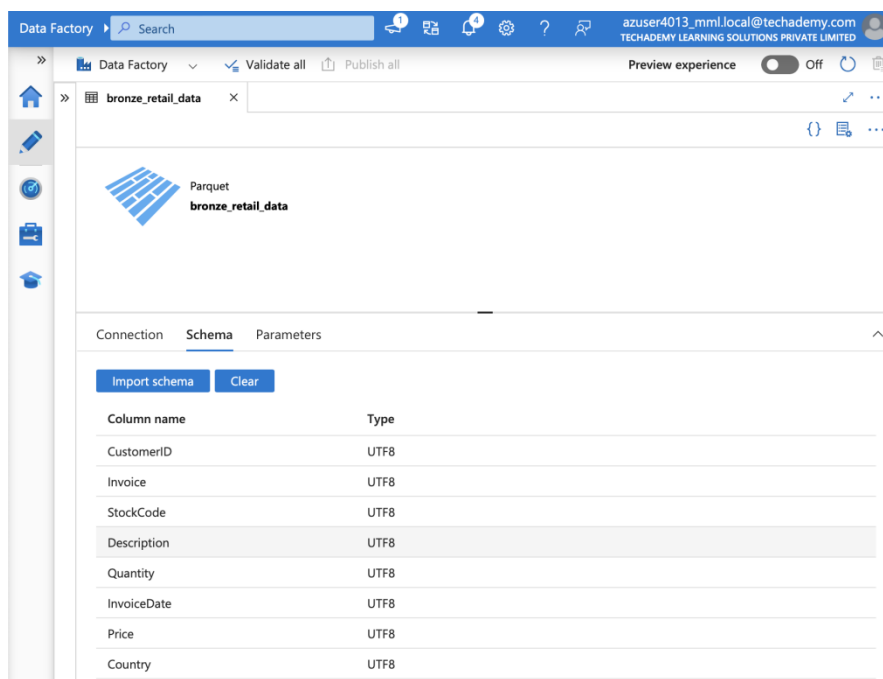 Data Factory Search 1 4 azuser4013_mml.local@techademy.com
TECHADEMY LEARNING SOLUTIONS PRIVATE LIMITED
Data Factory Validate all Publish all Preview experience Off
bronze_retail_data
{}
Parquet
bronze_retail_data
Connection Schema Parameters
Import schema Clear
Column name Type
CustomerID UTF8
Invoice UTF8
StockCode UTF8
Description UTF8
Quantity UTF8
InvoiceDate UTF8
Price UTF8
Country UTF8